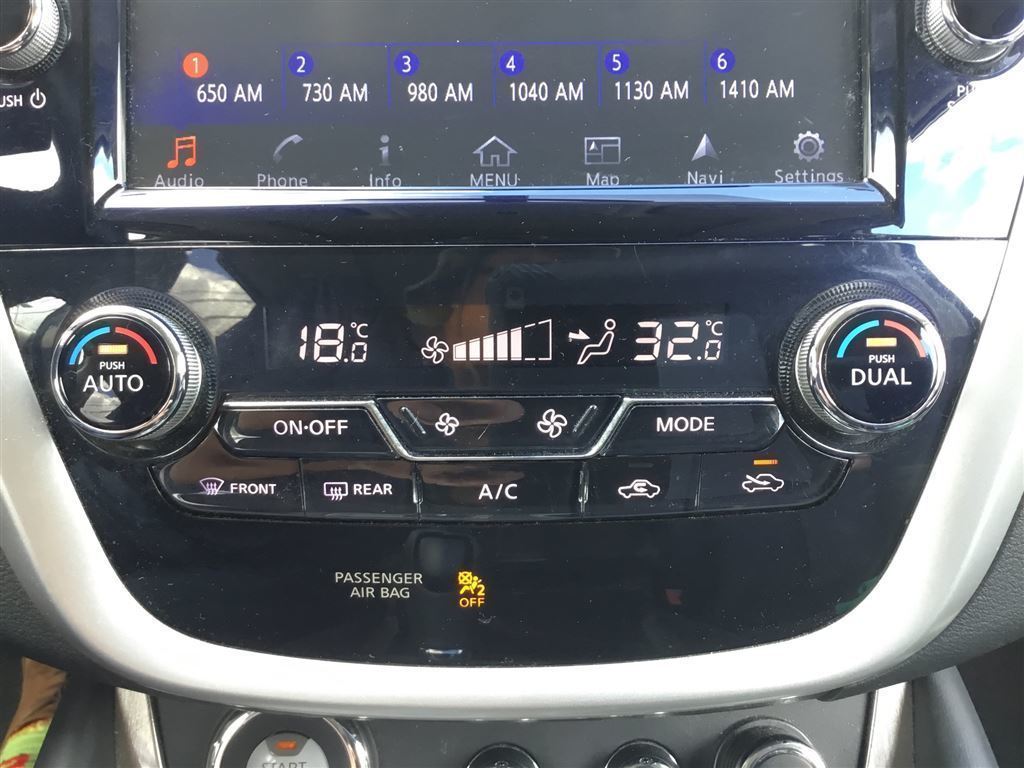 1 2 3 4 5 6
650 AM 730 AM 980 AM 1040 AM 1130 AM 1410 AM
Audio Phone Info MENU Map Navi Settings
PUSH
AUTO
18.0°C
32.0°C
PUSH
DUAL
ON·OFF
MODE
FRONT
REAR
A/C
PASSENGER
AIR BAG
2
OFF
START